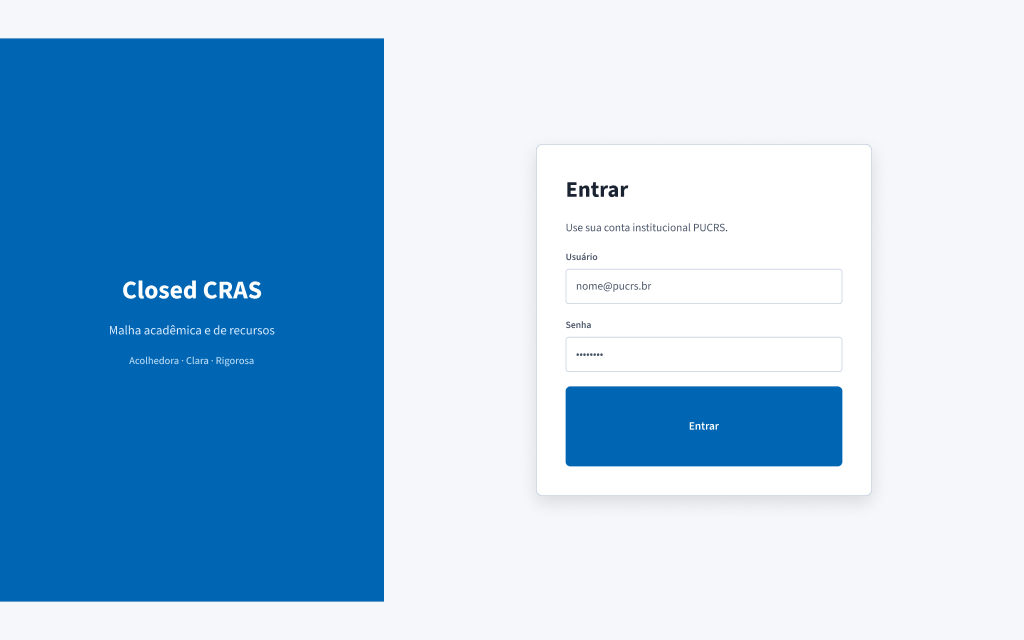 Closed CRAS
Malha acadêmica e de recursos
Acolhedora · Clara · Rigorosa
Entrar
Use sua conta institucional PUCRS.
Usuário
nome@pucrs.br
Senha
••••••••
Entrar